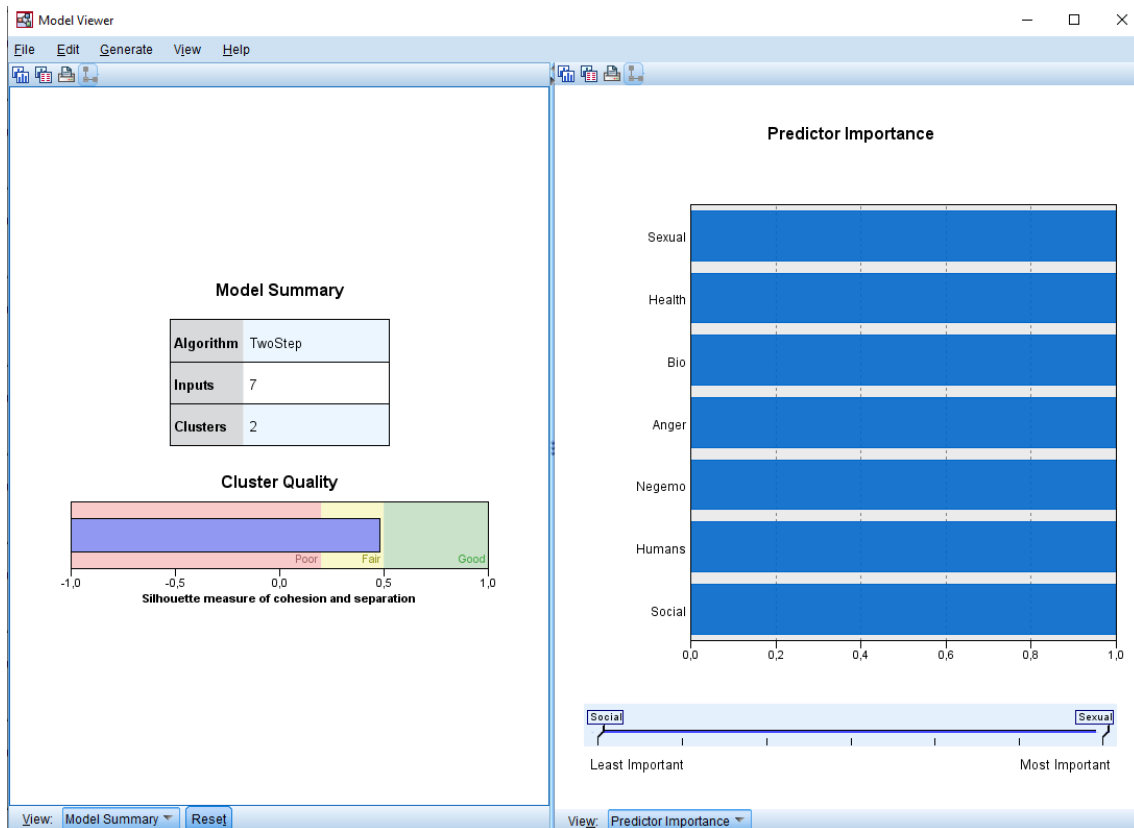 Model Viewer
File Edit Generate View Help
Model Summary
Algorithm TwoStep
Inputs 7
Clusters 2
Cluster Quality
Poor Fair Good
-1,0 -0,5 0,0 0,5 1,0
Silhouette measure of cohesion and separation
View: Model Summary Reset
Predictor Importance
Sexual
Health
Bio
Anger
Negemo
Humans
Social
0,0 0,2 0,4 0,6 0,8 1,0
Social Sexual
Least Important Most Important
View: Predictor Importance